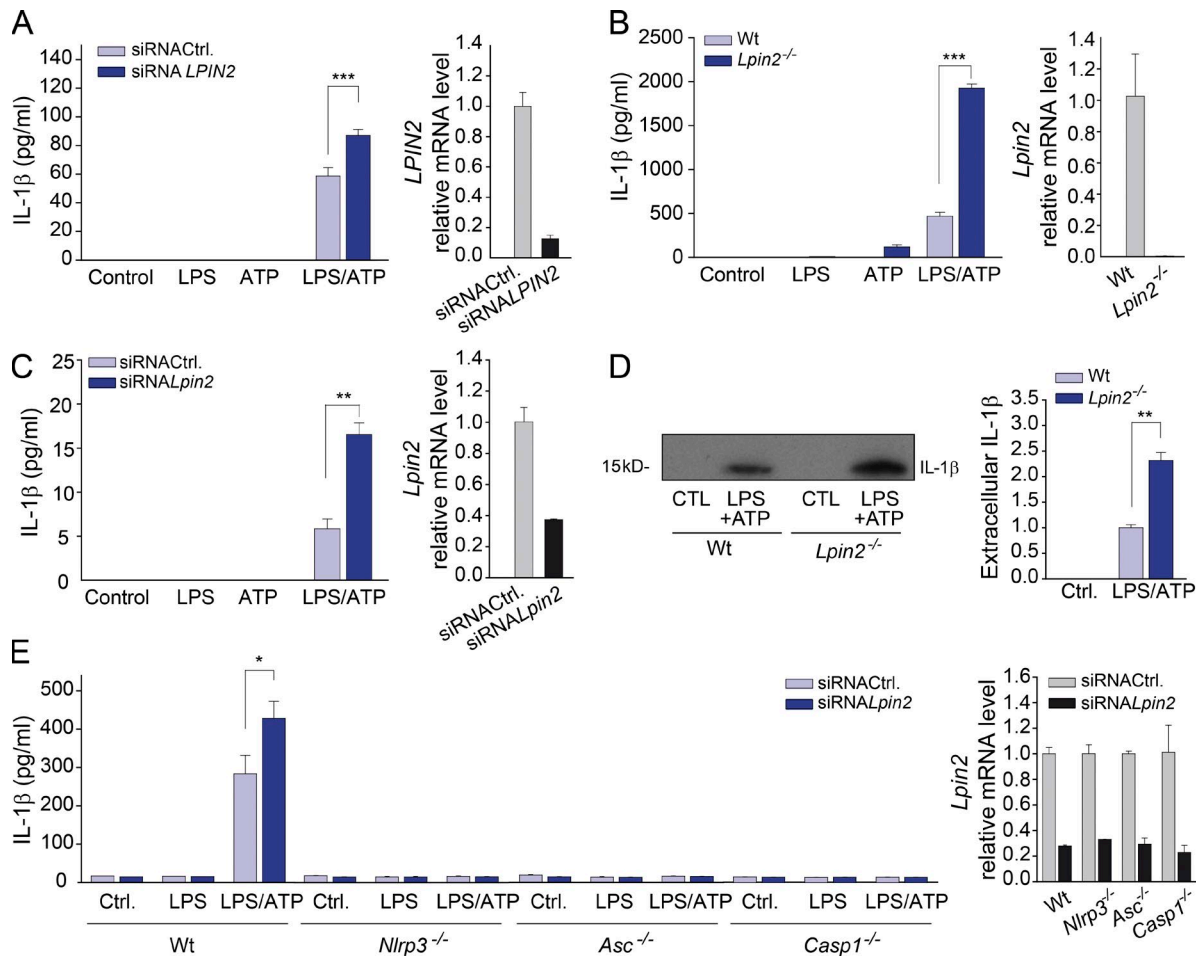 A
siRNACtrl.
siRNA LPIN2
IL-1β (pg/ml)
140
120
100
80
60
40
20
0
***
Control LPS ATP LPS/ATP
LPIN2
relative mRNA level
1.4
1.2
1.0
0.8
0.6
0.4
0.2
0.0
siRNACtrl.
siRNALPIN2
B
Wt
Lpin2-/-
IL-1β (pg/ml)
2500
2000
1500
1000
500
0
***
Control LPS ATP LPS/ATP
Lpin2
relative mRNA level
1.4
1.2
1.0
0.8
0.6
0.4
0.2
0.0
Wt
Lpin2-/-
C
siRNACtrl.
siRNALpin2
IL-1β (pg/ml)
25
20
15
10
5
0
**
Control LPS ATP LPS/ATP
Lpin2
relative mRNA level
1.4
1.2
1.0
0.8
0.6
0.4
0.2
0
siRNACtrl.
siRNALpin2
D
15kD-
IL-1β
CTL LPS CTL LPS
+ATP +ATP
Wt Lpin2-/-
Wt
Lpin2-/-
Extracellular IL-1β
3.5
3.0
2.5
2.0
1.5
1.0
0.5
0.0
**
Ctrl. LPS/ATP
E
siRNACtrl.
siRNALpin2
IL-1β (pg/ml)
500
400
300
200
100
0
*
Ctrl. LPS LPS/ATP Ctrl. LPS LPS/ATP Ctrl. LPS LPS/ATP Ctrl. LPS LPS/ATP
Wt Nlrp3-/- Asc-/- Casp1-/-
siRNACtrl.
siRNALpin2
Lpin2
relative mRNA level
1.6
1.4
1.2
1.0
0.8
0.6
0.4
0.2
0
Wt
Nlrp3-/-
Asc-/-
Casp1-/-